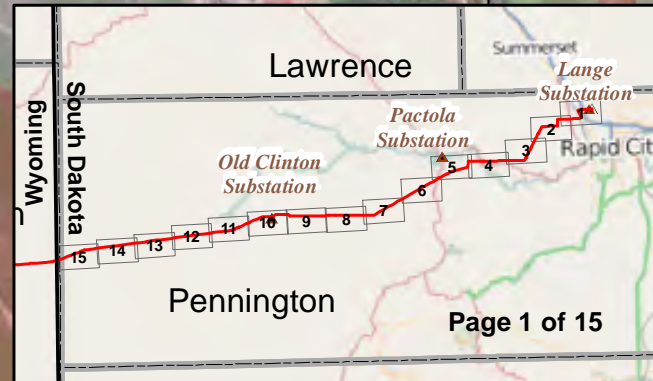 Lawrence
Summerset
Lange
Substation
Pactola
Substation
Old Clinton
Substation
Rapid Cit
Wyoming
South Dakota
1
2
3
4
5
6
7
8
9
10
11
12
13
14
15
Pennington
Page 1 of 15